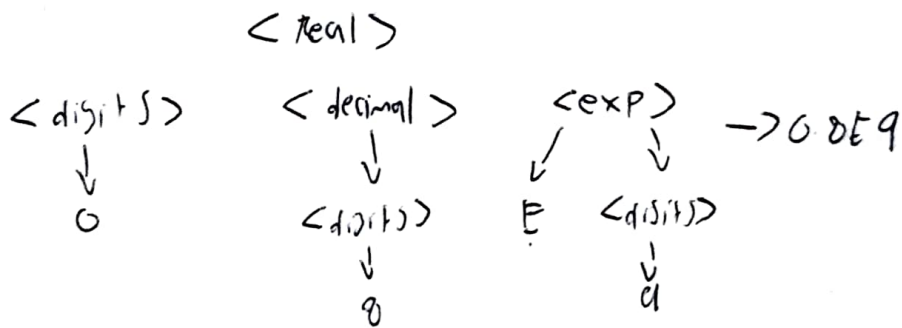 <real>
<digits> <decimal> <exp> → 0.8E9
0 <digits> E <digits>
8 9